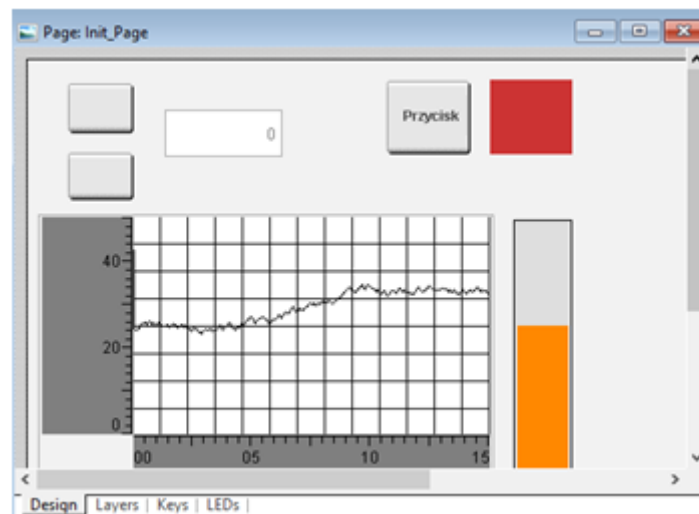 Page: Init_Page
0
Przycisk
40
20
0
00 05 10 15
Design | Layers | Keys | LEDs |